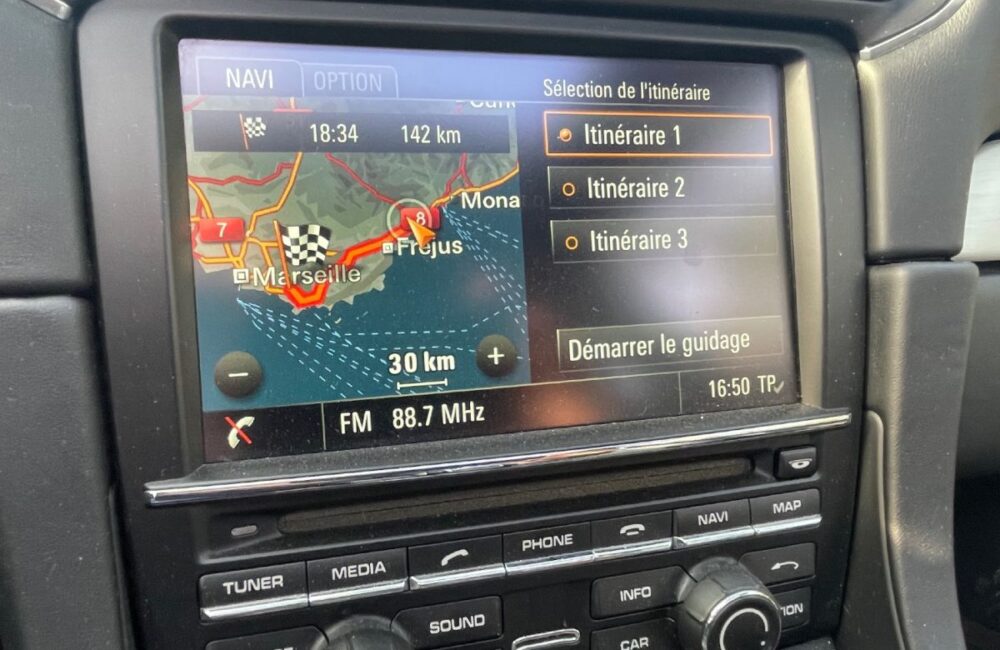 NAVI OPTION
Sélection de l'itinéraire
18:34 142 km
Itinéraire 1
Itinéraire 2
Itinéraire 3
Mona
7
8
Fréjus
Marseille
30 km
− +
Démarrer le guidage
FM 88.7 MHz
16:50 TP
TUNER MEDIA PHONE NAVI MAP
SOUND INFO
CAR